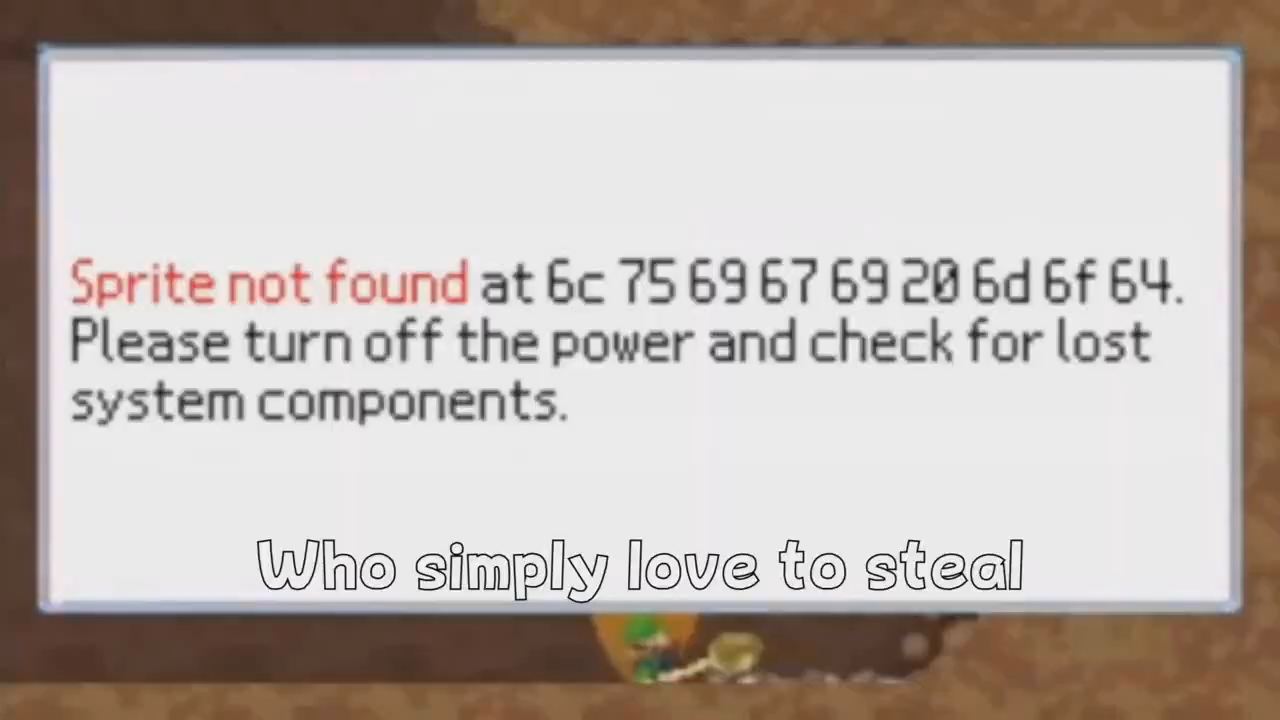 Sprite not found at 6c 75 69 67 69 20 6d 6f 64.
Please turn off the power and check for lost
system components.
Who simply love to steal